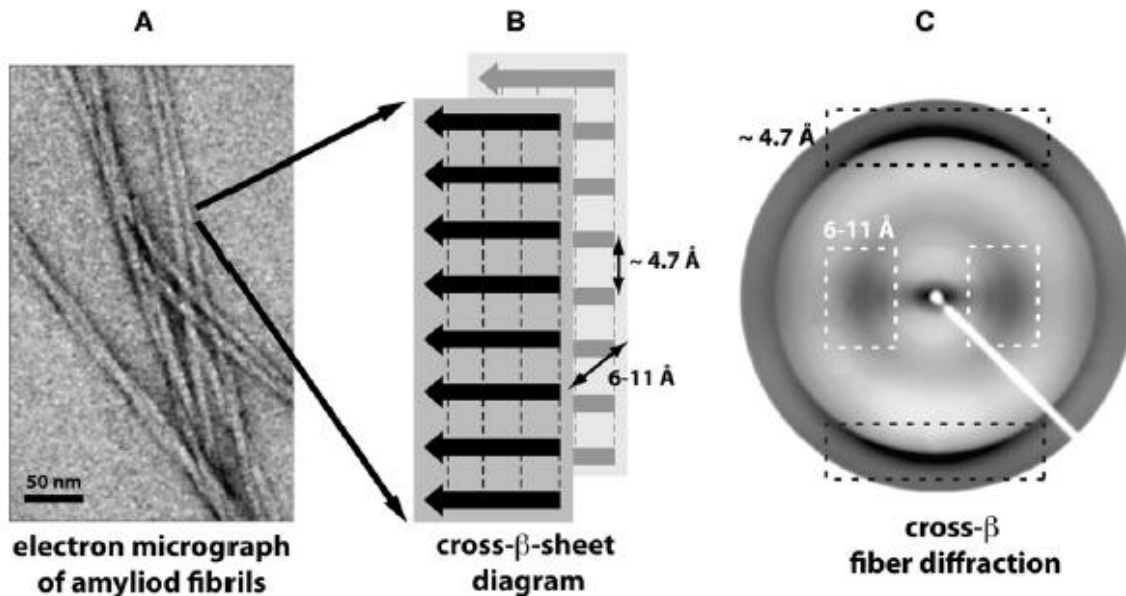 A
B
C
50 nm
~ 4.7 Å
6-11 Å
~ 4.7 Å
6-11 Å
electron micrograph
of amyliod fibrils
cross-β-sheet
diagram
cross-β
fiber diffraction